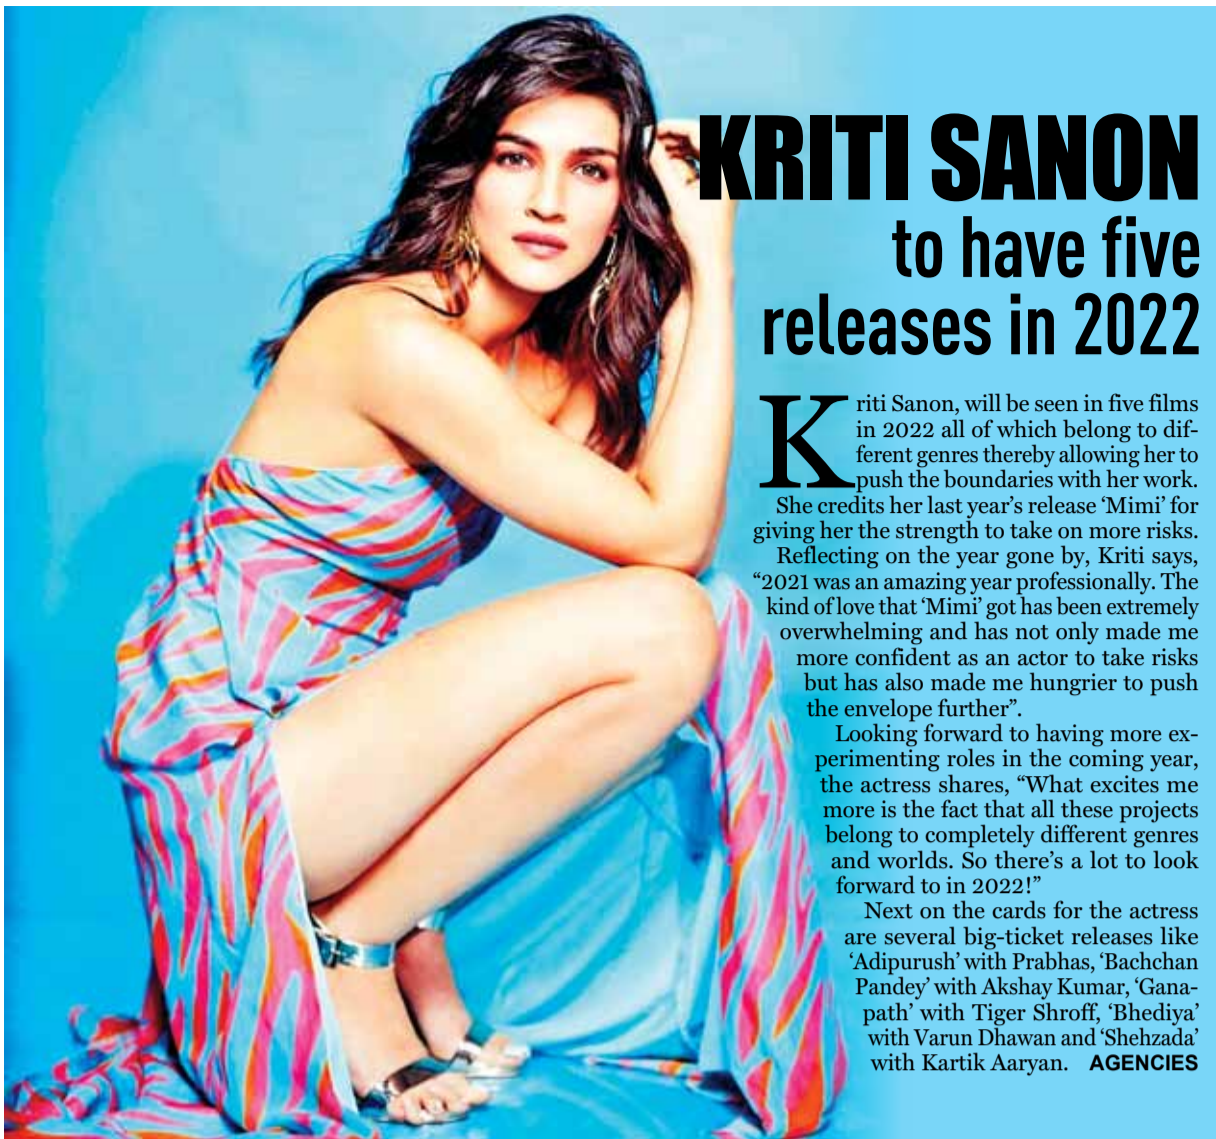 KRITI SANON
to have five
releases in 2022
Kriti Sanon, will be seen in five films
in 2022 all of which belong to dif-
ferent genres thereby allowing her to
push the boundaries with her work.
She credits her last year's release ‘Mimi’ for
giving her the strength to take on more risks.
Reflecting on the year gone by, Kriti says,
“2021 was an amazing year professionally. The
kind of love that ‘Mimi’ got has been extremely
overwhelming and has not only made me
more confident as an actor to take risks
but has also made me hungrier to push
the envelope further”.
Looking forward to having more ex-
perimenting roles in the coming year,
the actress shares, “What excites me
more is the fact that all these projects
belong to completely different genres
and worlds. So there’s a lot to look
forward to in 2022!”
Next on the cards for the actress
are several big-ticket releases like
‘Adipurush’ with Prabhas, ‘Bachchan
Pandey’ with Akshay Kumar, ‘Gana-
path’ with Tiger Shroff, ‘Bhediya’
with Varun Dhawan and ‘Shehzada’
with Kartik Aaryan. AGENCIES